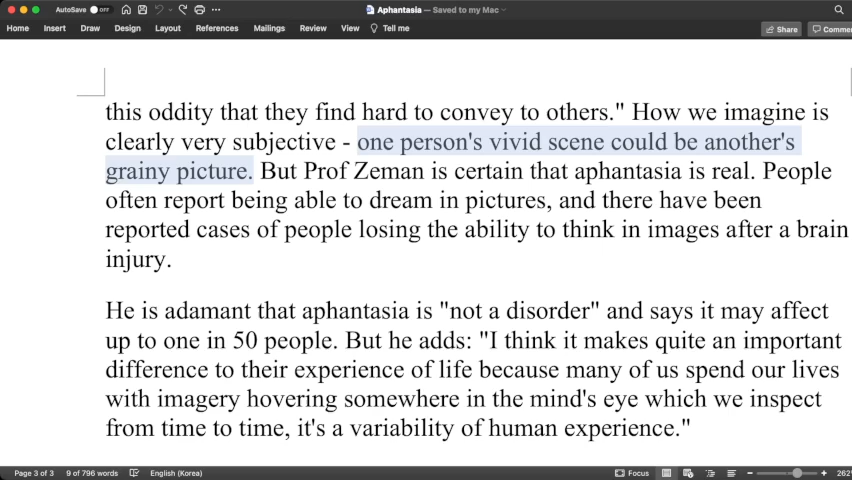 AutoSave OFF
Aphantasia — Saved to my Mac
Home Insert Draw Design Layout References Mailings Review View Tell me Share Commen
this oddity that they find hard to convey to others." How we imagine is
clearly very subjective - one person's vivid scene could be another's
grainy picture. But Prof Zeman is certain that aphantasia is real. People
often report being able to dream in pictures, and there have been
reported cases of people losing the ability to think in images after a brain
injury.
He is adamant that aphantasia is "not a disorder" and says it may affect
up to one in 50 people. But he adds: "I think it makes quite an important
difference to their experience of life because many of us spend our lives
with imagery hovering somewhere in the mind's eye which we inspect
from time to time, it's a variability of human experience."
Page 3 of 3 9 of 796 words English (Korea) Focus 262%